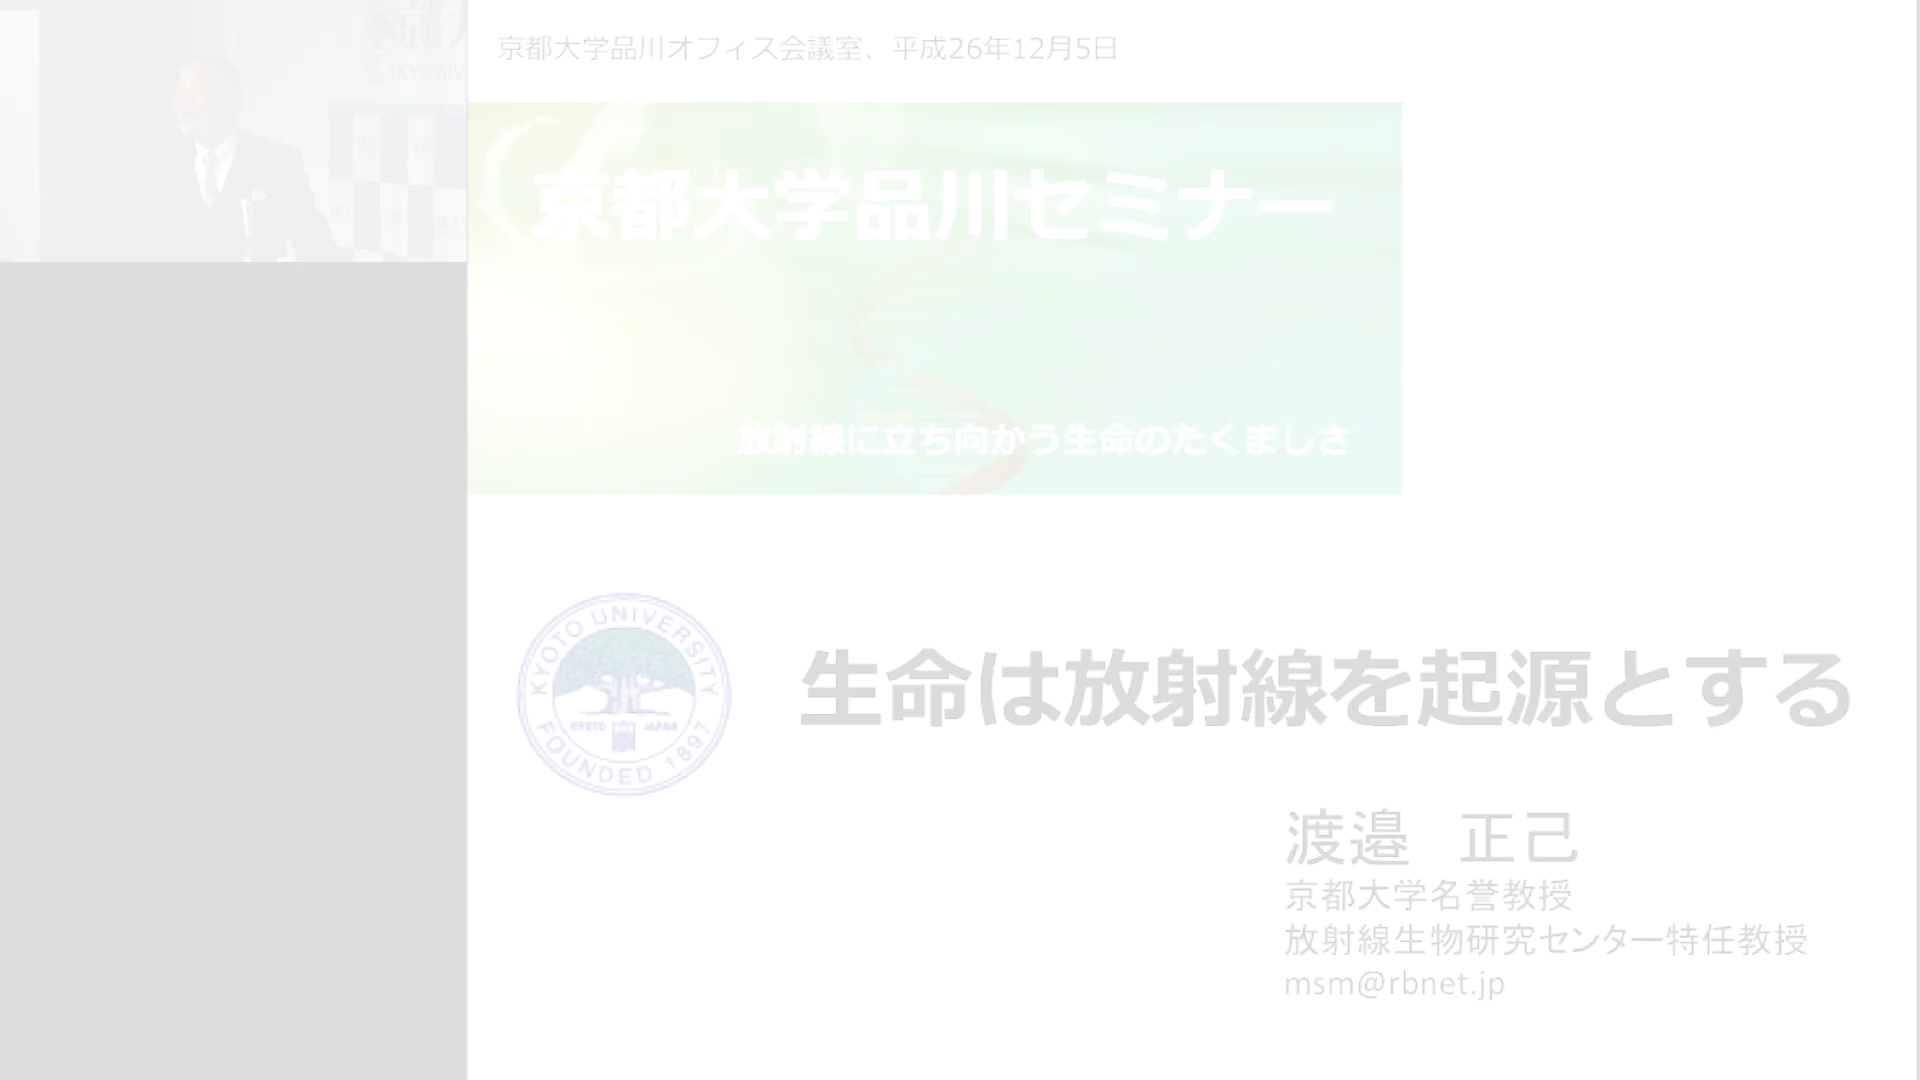 京都大学品川オフィス会議室、平成26年12月5日
京都大学品川セミナー
放射線に立ち向かう生命のたくましさ
KYOTO UNIVERSITY
KYOTO JAPAN
FOUNDED 1897
生命は放射線を起源とする
渡邉 正己
京都大学名誉教授
放射線生物研究センター特任教授
msm@rbnet.jp